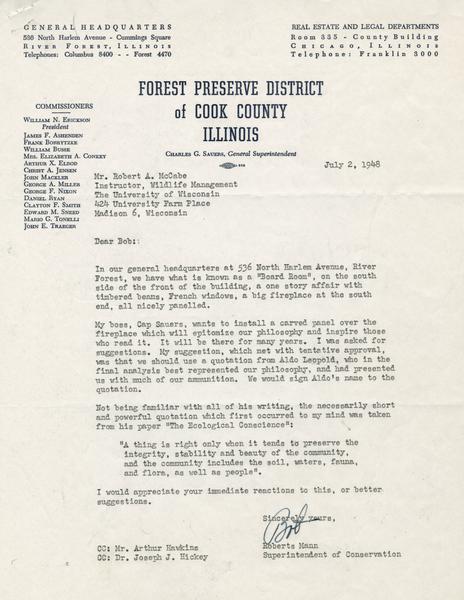 GENERAL HEADQUARTERS
536 North Harlem Avenue - Cummings Square
RIVER FOREST, ILLINOIS
Telephones: Columbus 8400 - - Forest 4470
REAL ESTATE AND LEGAL DEPARTMENTS
Room 335 - County Building
CHICAGO, ILLINOIS
Telephone: Franklin 3000
FOREST PRESERVE DISTRICT
of COOK COUNTY
ILLINOIS
CHARLES G. SAUERS, General Superintendent
COMMISSIONERS
WILLIAM N. ERICKSON
President
JAMES F. ASHENDEN
FRANK BOBRYTZKE
WILLIAM BUSSE
MRS. ELIZABETH A. CONKEY
ARTHUR X. ELROD
CHRIST A. JENSEN
JOHN MACKLER
GEORGE A. MILLER
GEORGE F. NIXON
DANIEL RYAN
CLAYTON F. SMITH
EDWARD M. SNEED
MARIO G. TONELLI
JOHN E. TRAEGER
July 2, 1948
Mr. Robert A. McCabe
Instructor, Wildlife Management
The University of Wisconsin
424 University Farm Place
Madison 6, Wisconsin
Dear Bob:
In our general headquarters at 536 North Harlem Avenue, River
Forest, we have what is known as a "Board Room", on the south
side of the front of the building, a one story affair with
timbered beams, French windows, a big fireplace at the south
end, all nicely panelled.
My boss, Cap Sauers, wants to install a carved panel over the
fireplace which will epitomize our philosophy and inspire those
who read it. It will be there for many years. I was asked for
suggestions. My suggestion, which met with tentative approval,
was that we should use a quotation from Aldo Leopold, who in the
final analysis best represented our philosophy, and had presented
us with much of our ammunition. We would sign Aldo's name to the
quotation.
Not being familiar with all of his writing, the necessarily short
and powerful quotation which first occurred to my mind was taken
from his paper "The Ecological Conscience":
"A thing is right only when it tends to preserve the
integrity, stability and beauty of the community,
and the community includes the soil, waters, fauna,
and flora, as well as people".
I would appreciate your immediate reactions to this, or better
suggestions.
Sincerely yours,
Bob
Roberts Mann
Superintendent of Conservation
CC: Mr. Arthur Hawkins
CC: Dr. Joseph J. Hickey